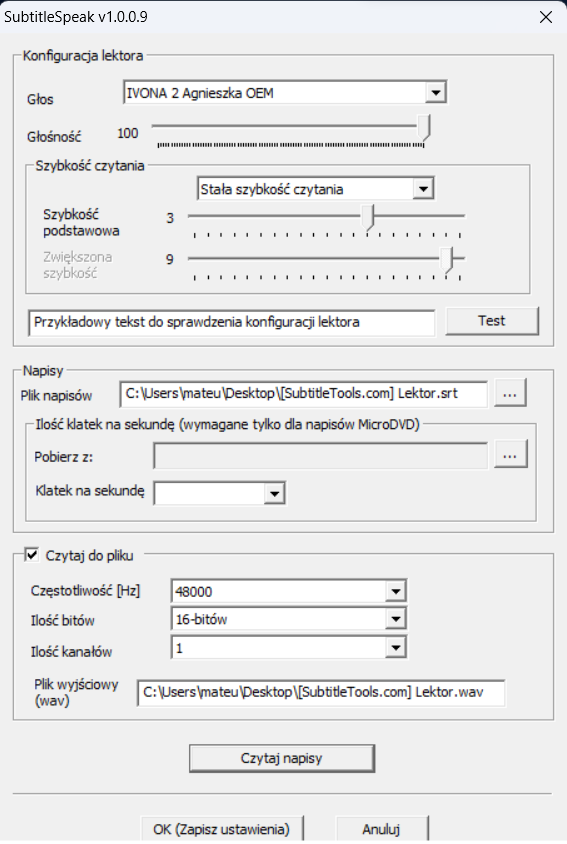 SubtitleSpeak v1.0.0.9
Konfiguracja lektora
Głos
IVONA 2 Agnieszka OEM
Głośność 100
Szybkość czytania
Stała szybkość czytania
Szybkość podstawowa 3
Zwiększona szybkość 9
Przykładowy tekst do sprawdzenia konfiguracji lektora
Test
Napisy
Plik napisów
C:\Users\mateu\Desktop\[SubtitleTools.com] Lektor.srt
...
Ilość klatek na sekundę (wymagane tylko dla napisów MicroDVD)
Pobierz z:
...
Klatek na sekundę
Czytaj do pliku
Częstotliwość [Hz]
48000
Ilość bitów
16-bitów
Ilość kanałów
1
Plik wyjściowy (wav)
C:\Users\mateu\Desktop\[SubtitleTools.com] Lektor.wav
Czytaj napisy
OK (Zapisz ustawienia)
Anuluj